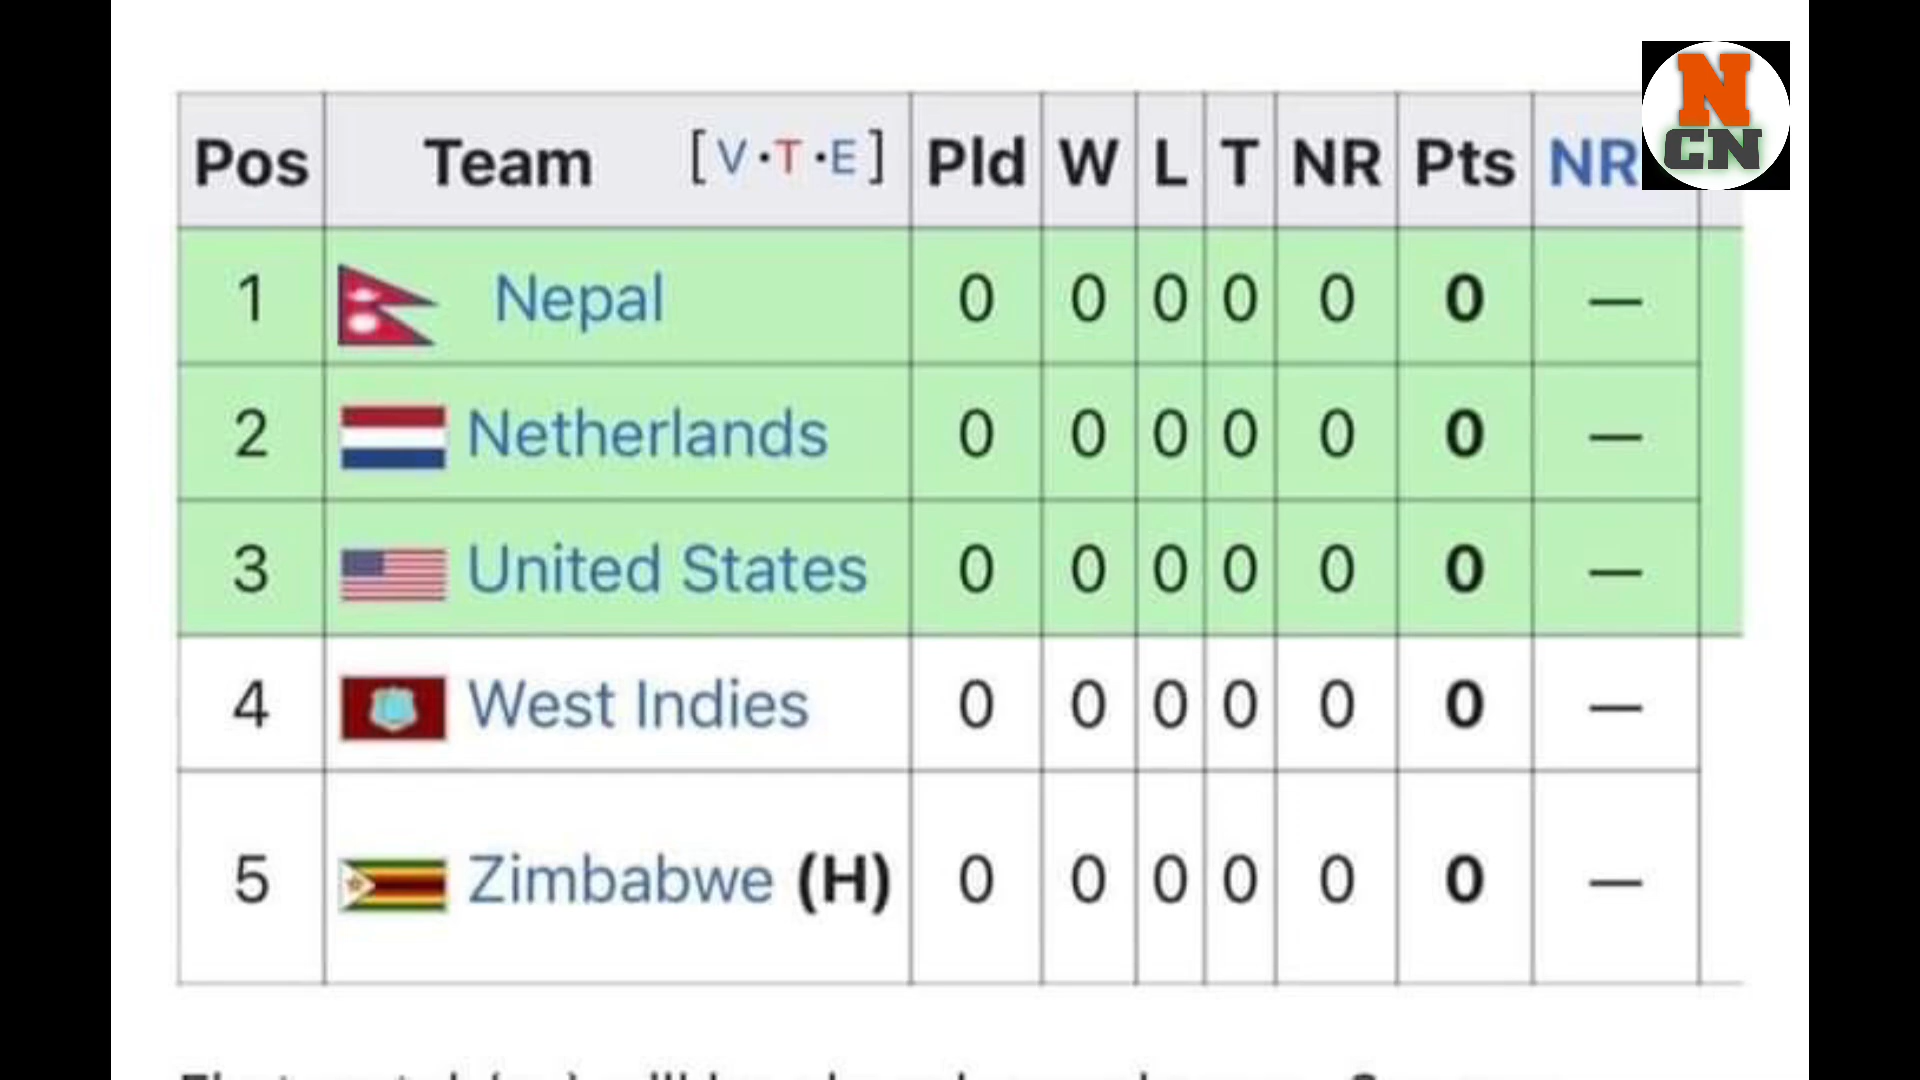 Pos Team [V·T·E] Pld W L T NR Pts NR
N
CN
1 Nepal 0 0 0 0 0 0 —
2 Netherlands 0 0 0 0 0 0 —
3 United States 0 0 0 0 0 0 —
4 West Indies 0 0 0 0 0 0 —
5 Zimbabwe (H) 0 0 0 0 0 0 —